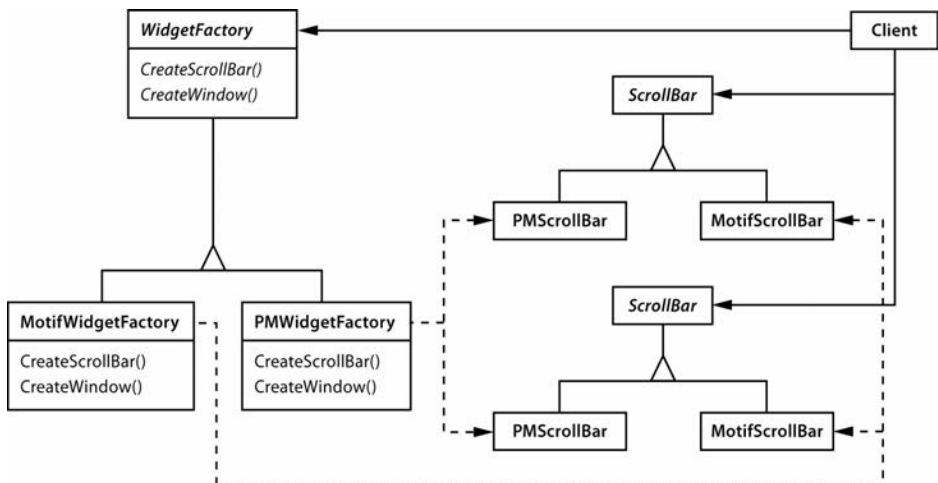 WidgetFactory
CreateScrollBar()
CreateWindow()
Client
ScrollBar
PMScrollBar
MotifScrollBar
MotifWidgetFactory
CreateScrollBar()
CreateWindow()
PMWidgetFactory
CreateScrollBar()
CreateWindow()
ScrollBar
PMScrollBar
MotifScrollBar